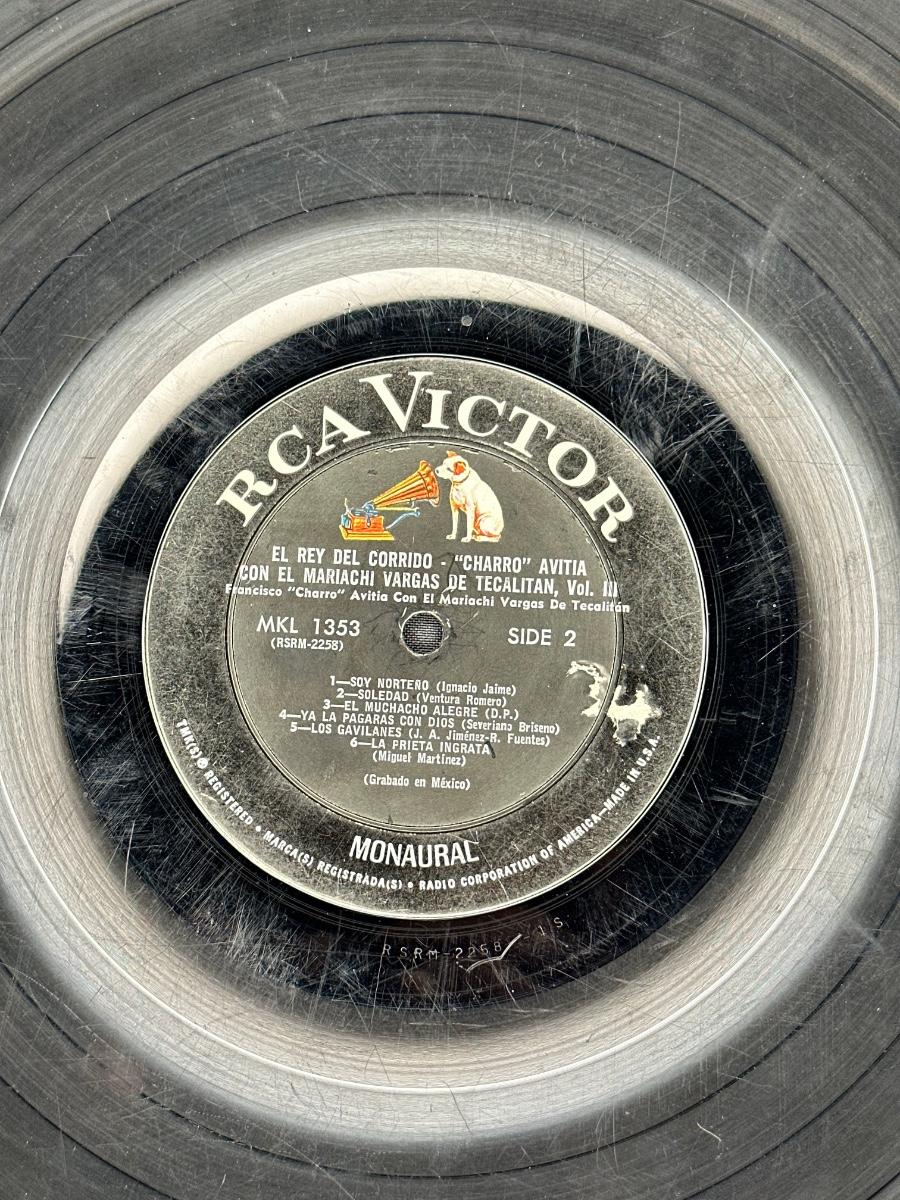 RCA VICTOR
EL REY DEL CORRIDO - "CHARRO" AVITIA
CON EL MARIACHI VARGAS DE TECALITAN, Vol. III
Francisco "Charro" Avitia Con El Mariachi Vargas De Tecalitán
MKL 1353
(RSRM-2258)
SIDE 2
1—SOY NORTEÑO (Ignacio Jaime)
2—SOLEDAD (Ventura Romero)
3—EL MUCHACHO ALEGRE (D.P.)
4—YA LA PAGARAS CON DIOS (Severiano Briseno)
5—LOS GAVILANES (J. A. Jiménez-R. Fuentes)
6—LA PRIETA INGRATA
(Miguel Martínez)
(Grabado en México)
MONAURAL
TMK(S) ® REGISTERED • MARCA(S) REGISTRADA(S) • RADIO CORPORATION OF AMERICA—MADE IN U.S.A.
RSRM-2258-1S